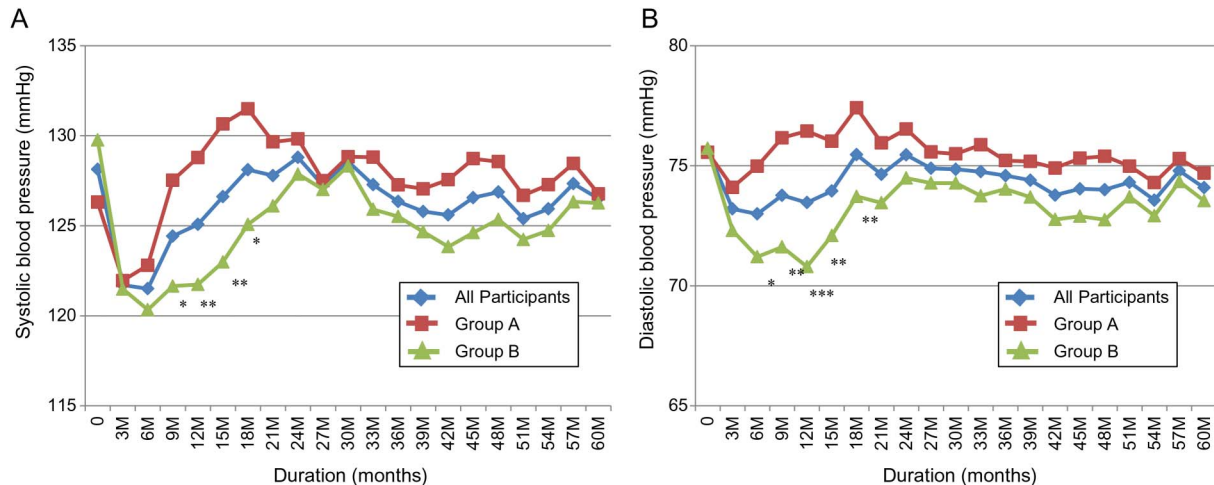 A
Systolic blood pressure (mmHg)
135
130
125
120
115
* ** ** *
All Participants
Group A
Group B
0 3M 6M 9M 12M 15M 18M 21M 24M 27M 30M 33M 36M 39M 42M 45M 48M 51M 54M 57M 60M
Duration (months)
B
Diastolic blood pressure (mmHg)
80
75
70
65
* ** *** ** **
All Participants
Group A
Group B
0 3M 6M 9M 12M 15M 18M 21M 24M 27M 30M 33M 36M 39M 42M 45M 48M 51M 54M 57M 60M
Duration (months)